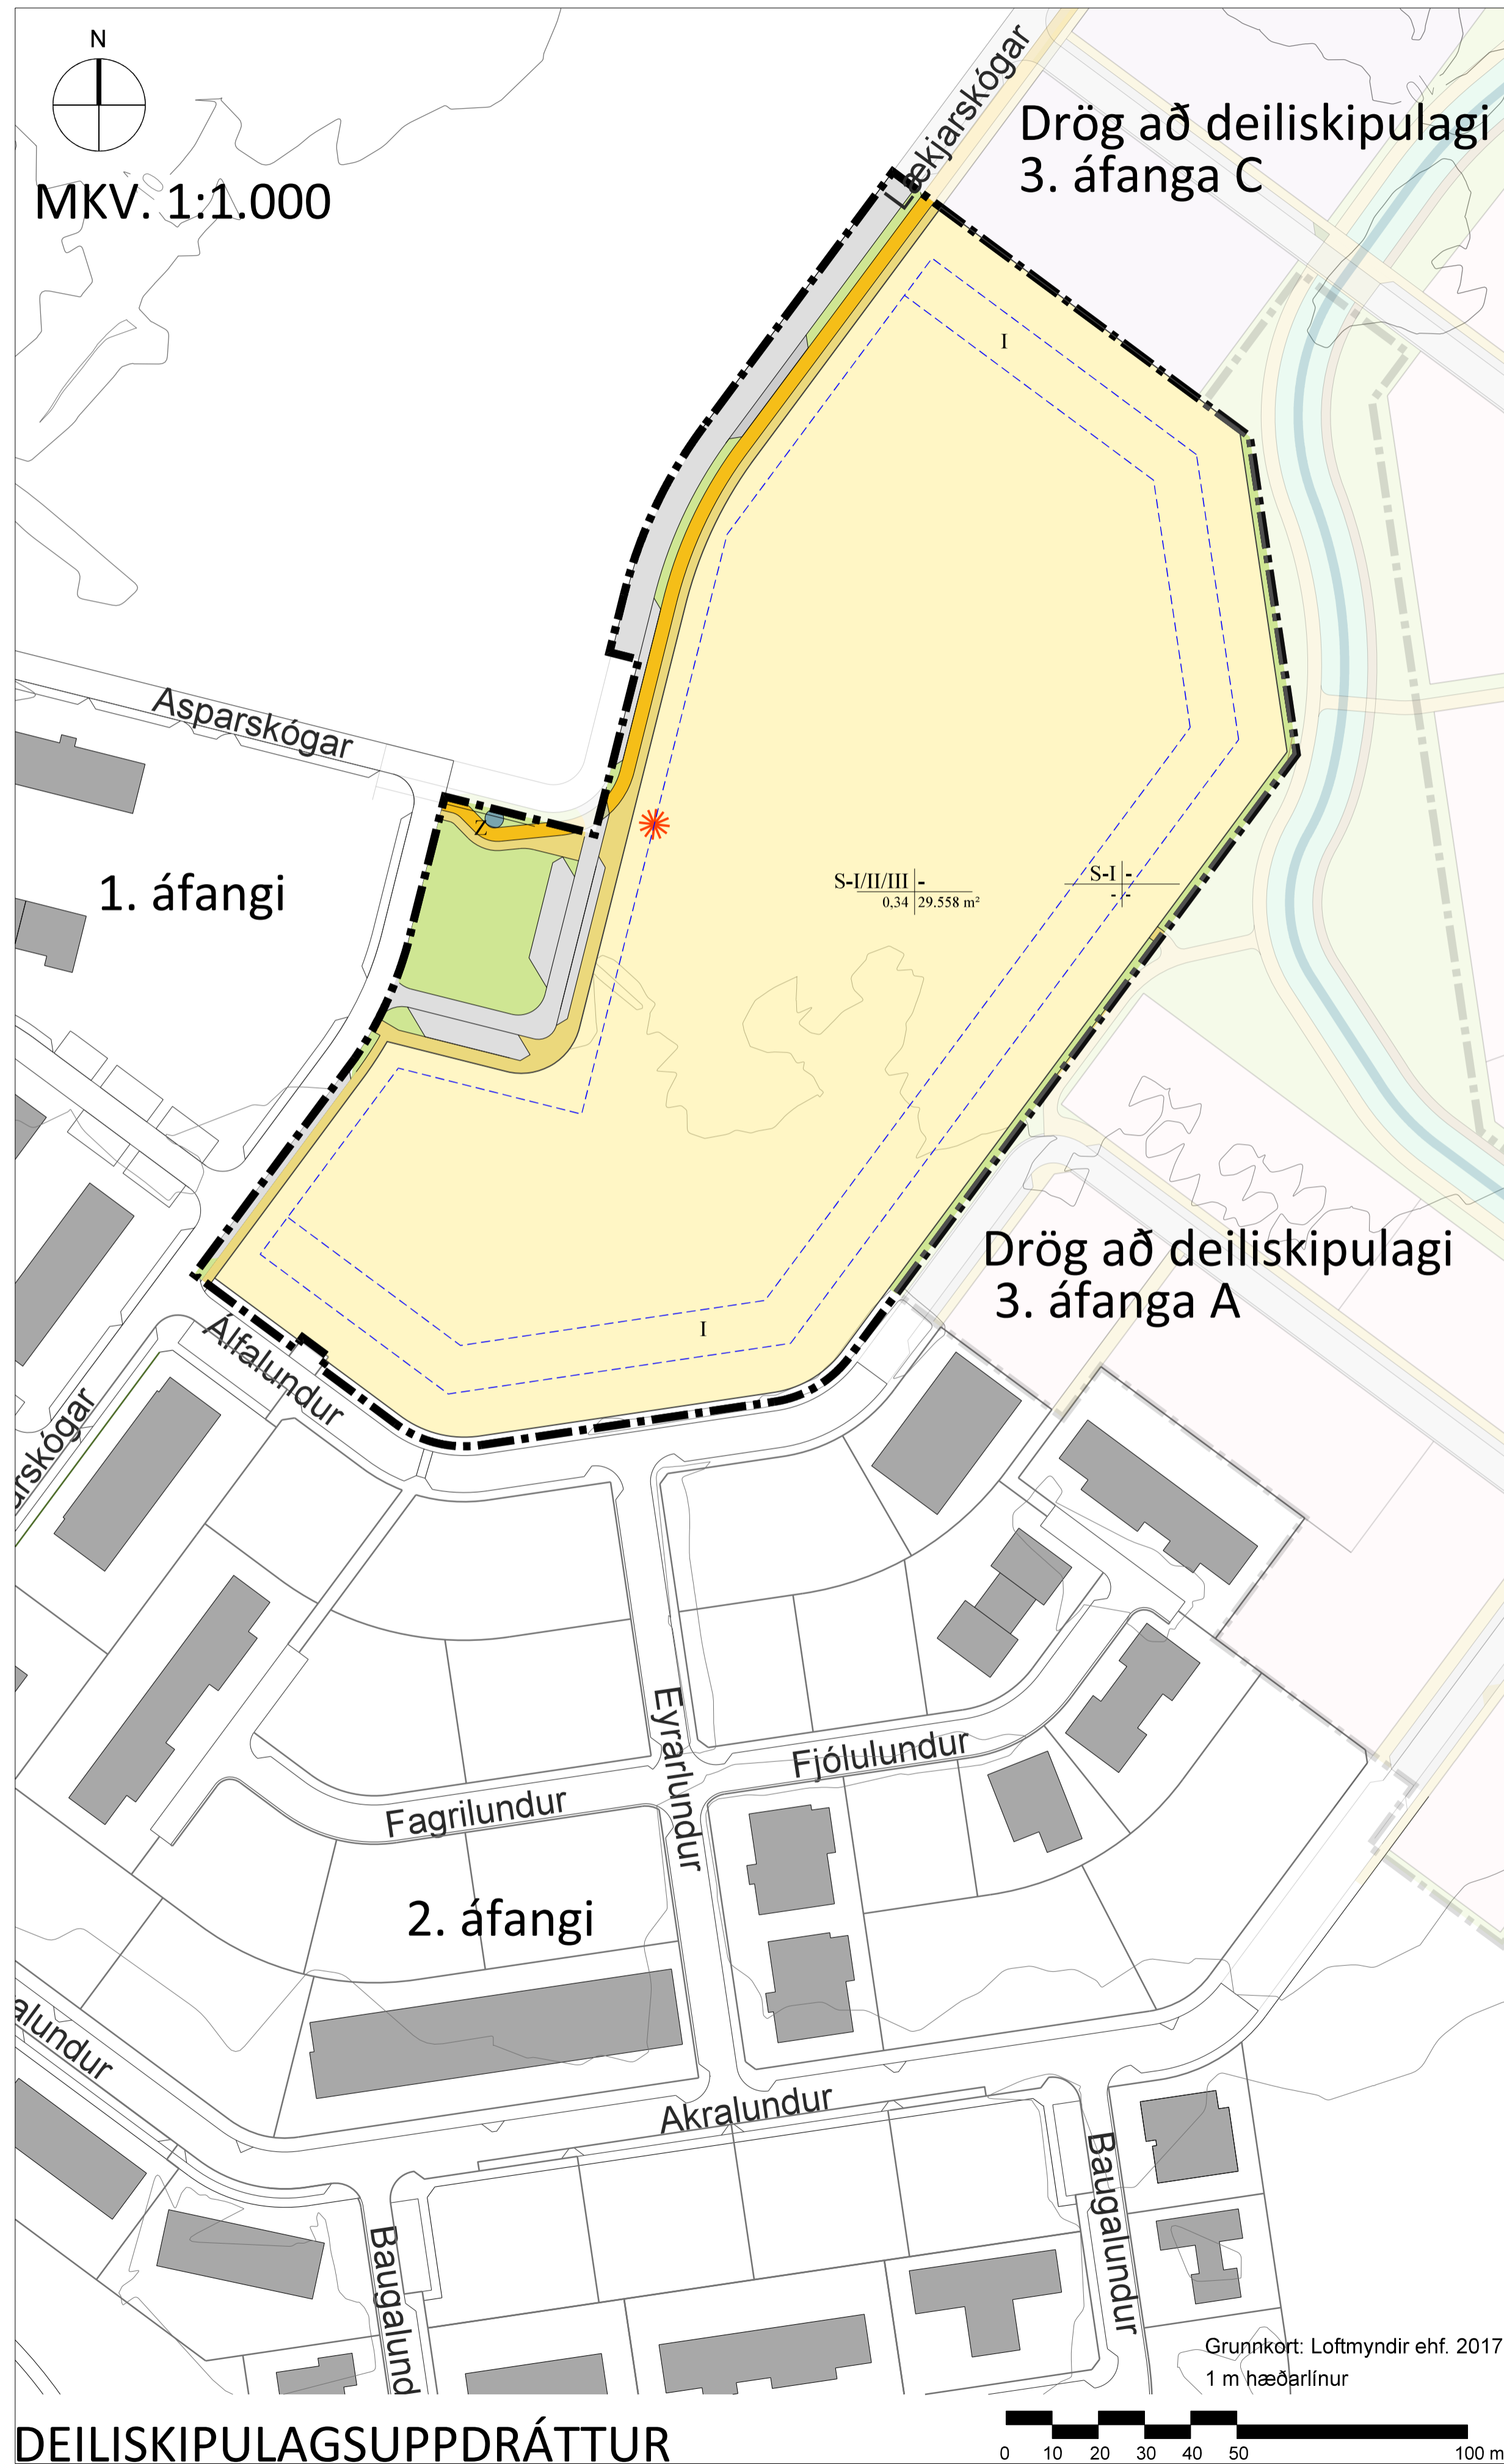 N
MKV. 1:1.000
Lækjarskógar
Drög að deiliskipulagi
3. áfanga C
I
Asparskógar
Z
1. áfangi
S-I/II/III -
0,34 29.558 m²
S-I -
- -
Drög að deiliskipulagi
3. áfanga A
I
Álfalundur
arskógar
Eyrarlundur
Fjólulundur
Fagrilundur
2. áfangi
alundur
Akralundur
Baugalundur
Baugalund
Grunnkort: Loftmyndir ehf. 2017
1 m hæðarlínur
DEILISKIPULAGSUPPDRÁTTUR
0 10 20 30 40 50 100 m